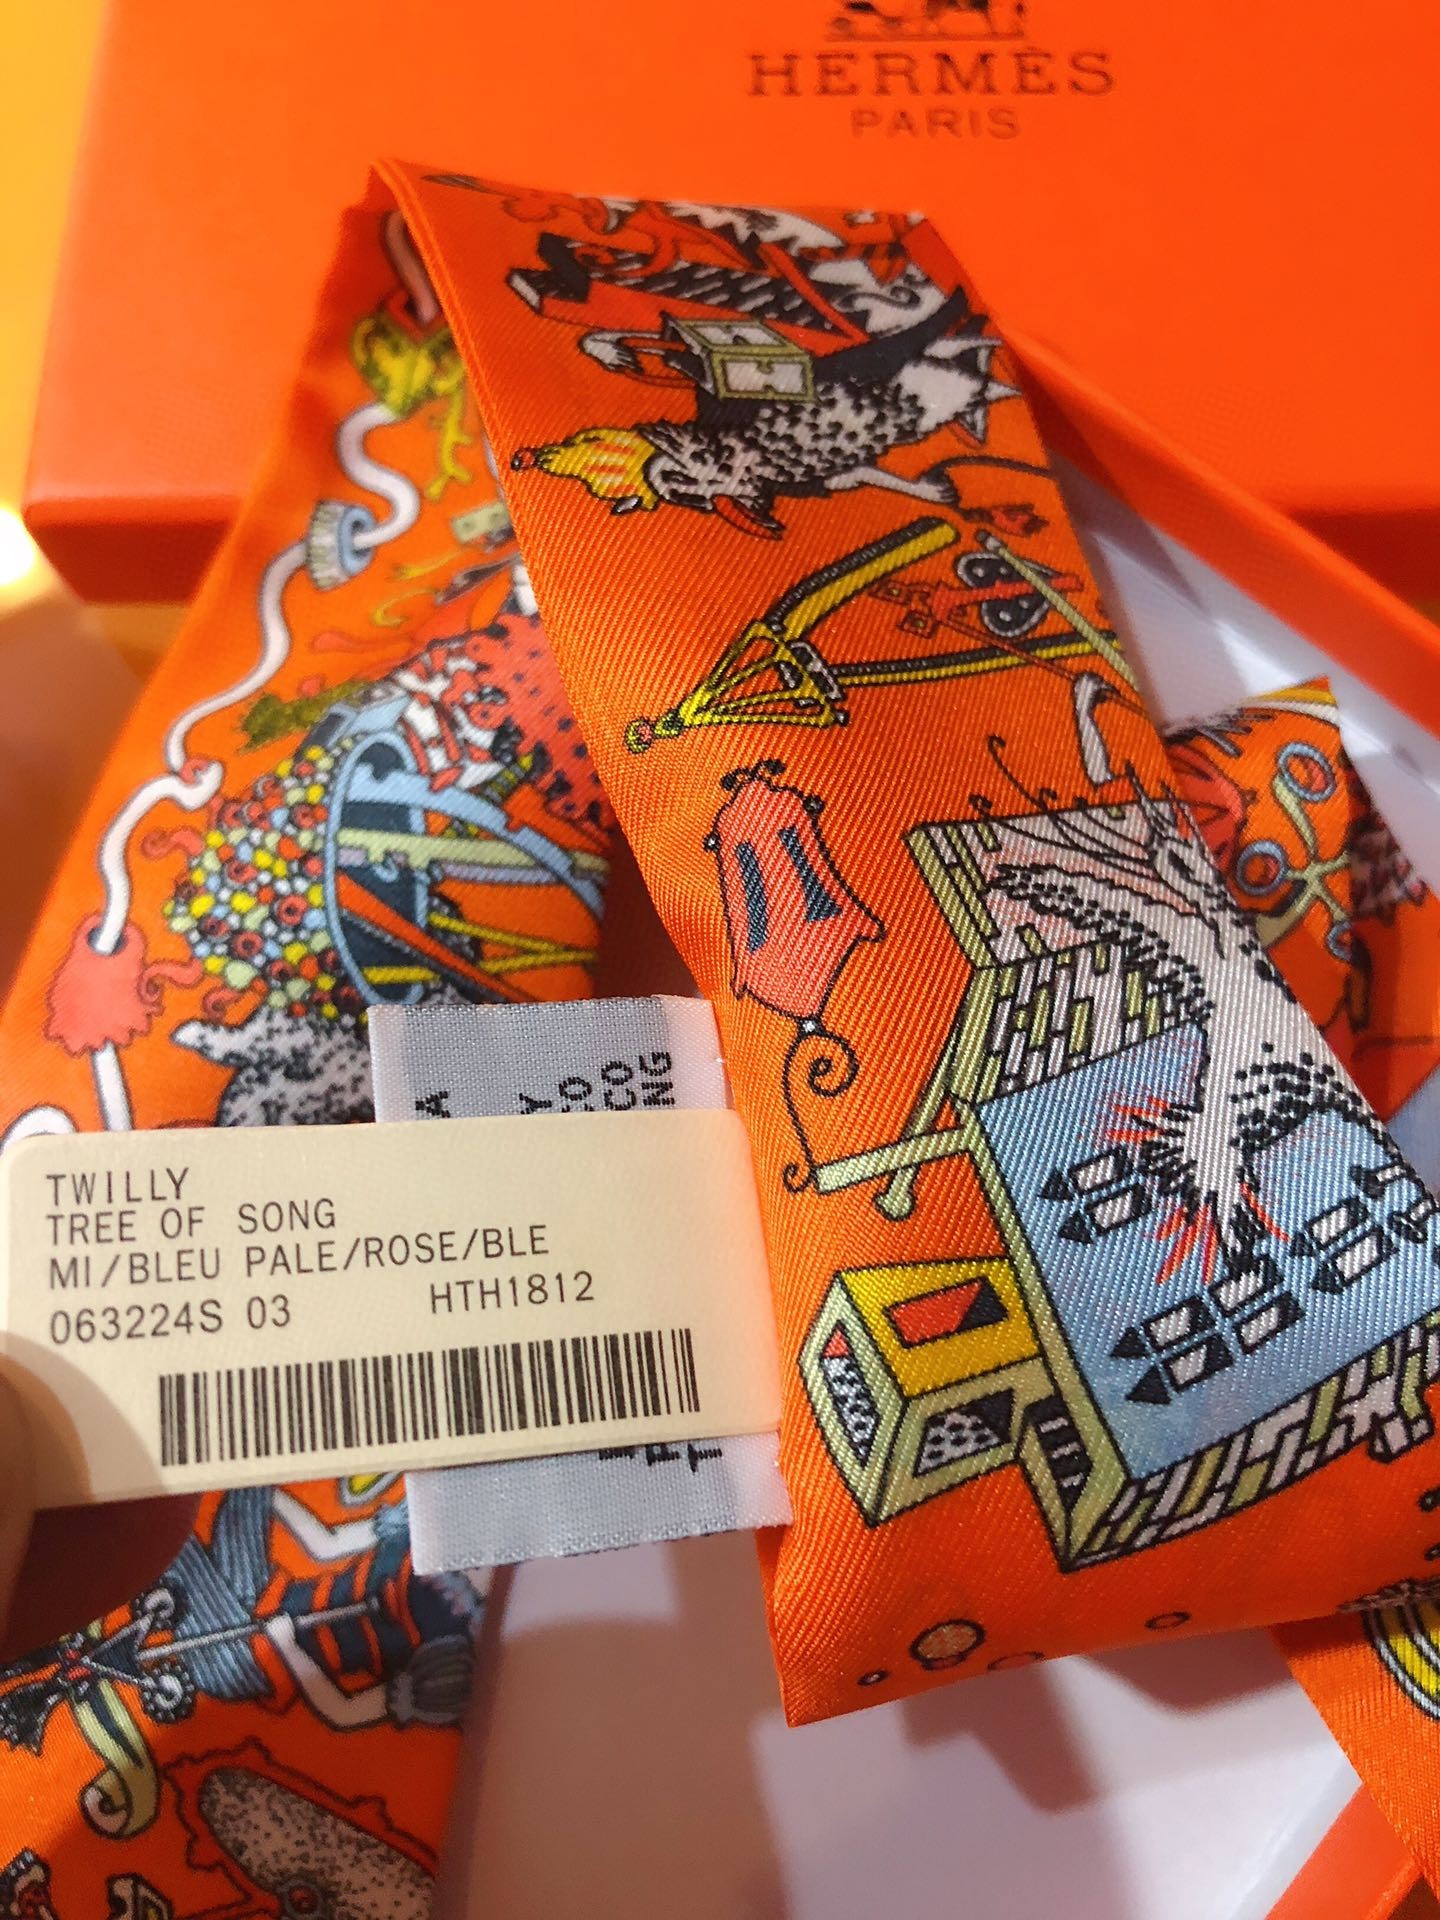 HERMÈS
PARIS
TWILLY
TREE OF SONG
MI/BLEU PALE/ROSE/BLE
063224S 03 HTH1812